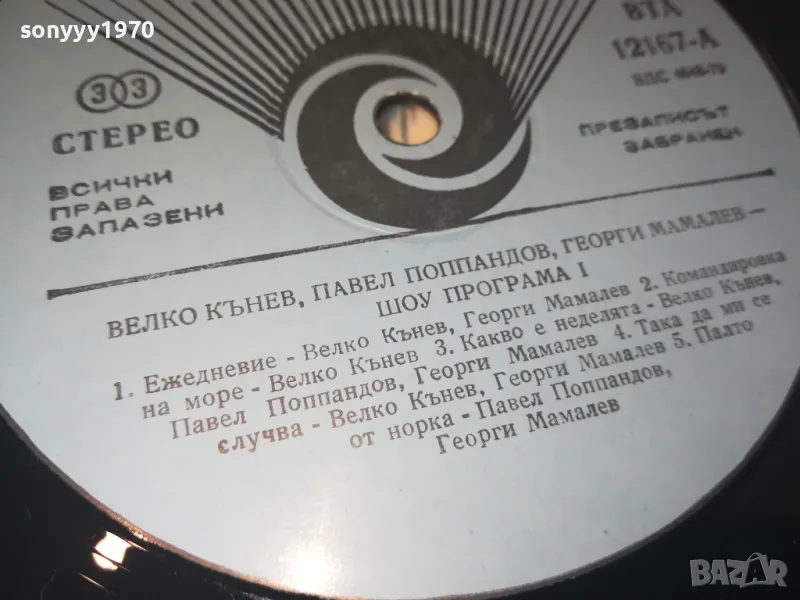 sonyyy1970
33
СТЕРЕО
ВСИЧКИ
ПРАВА
ЗАПАЗЕНИ
ВТА
12167-А
ПРЕЗАПИСЪТ
ЗАБРАНЕН
ВЕЛКО КЪНЕВ, ПАВЕЛ ПОППАНДОВ, ГЕОРГИ МАМАЛЕВ –
ШОУ ПРОГРАМА I
1. Ежедневие - Велко Кънев, Георги Мамалев 2. Командировка
на море - Велко Кънев 3. Какво е неделята - Велко Кънев,
Павел Поппандов, Георги Мамалев 4. Така да ми се
случва - Велко Кънев, Георги Мамалев 5. Палто
от норка - Павел Поппандов,
Георги Мамалев
BAZAR